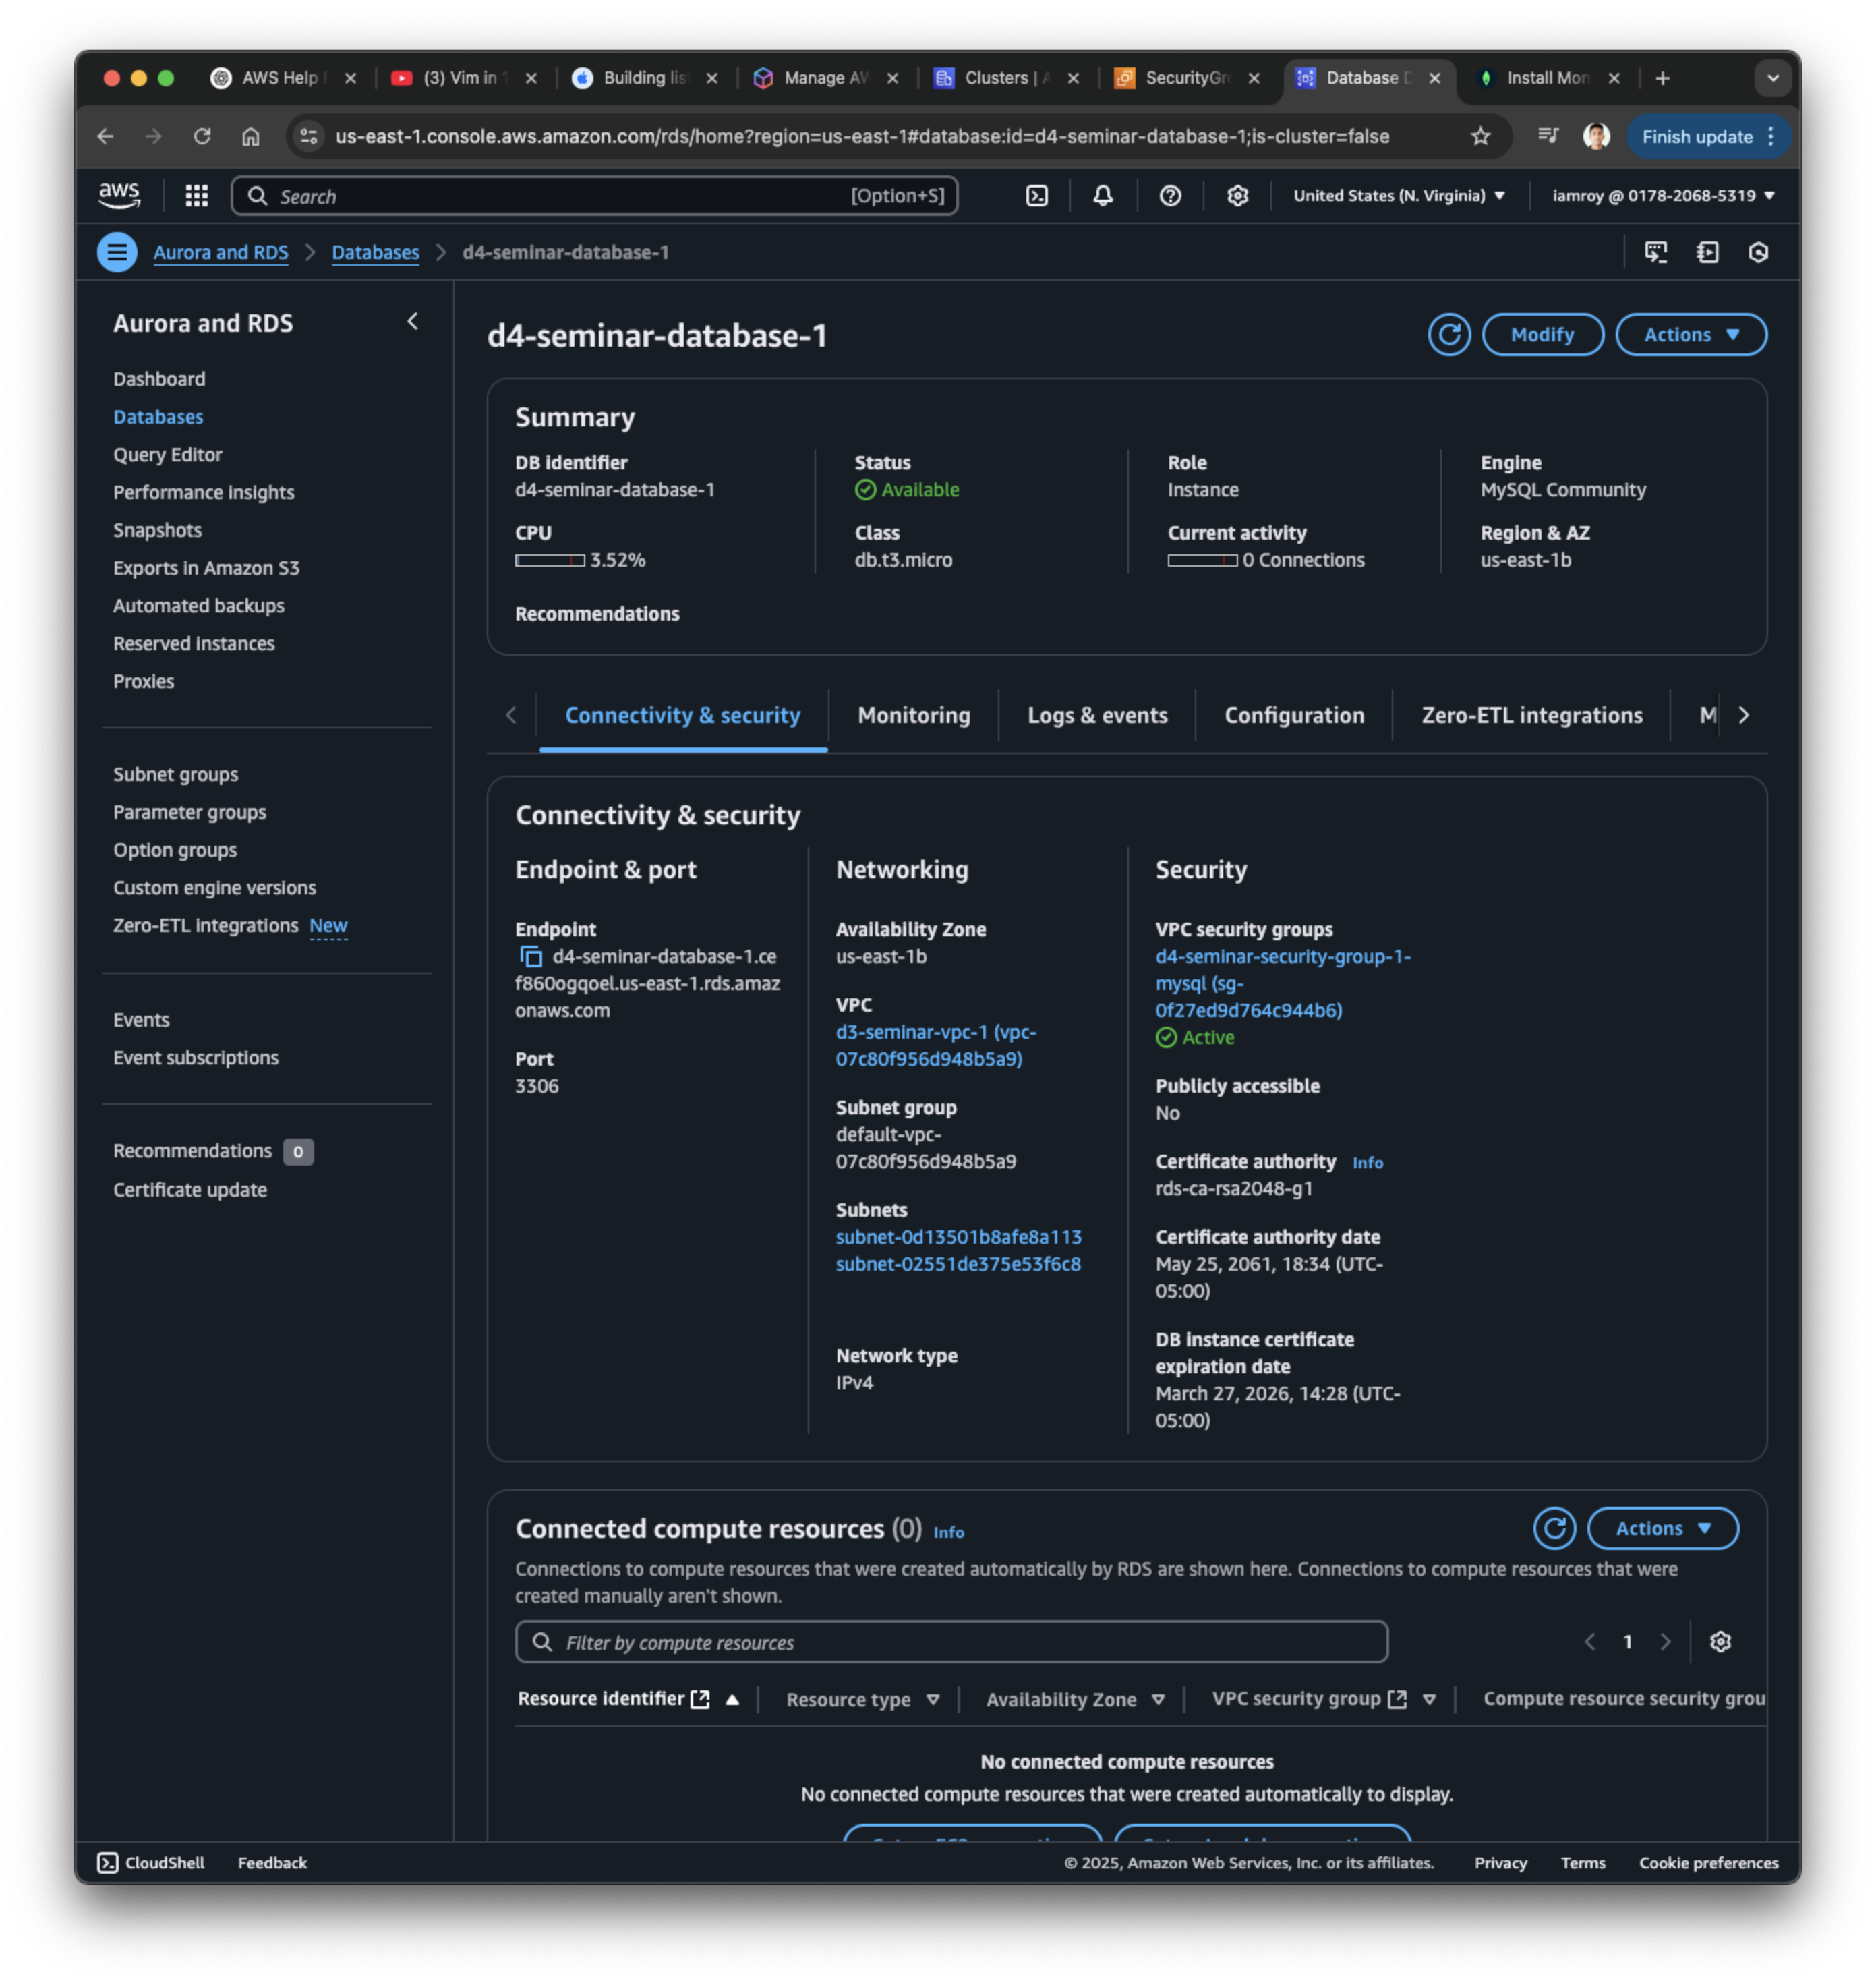 AWS Help
(3) Vim in
Building lis
Manage AW
Clusters | A
SecurityGr
Database D
Install Mon
us-east-1.console.aws.amazon.com/rds/home?region=us-east-1#database:id=d4-seminar-database-1;is-cluster=false
Finish update
aws
Search
[Option+S]
United States (N. Virginia)
iamroy @ 0178-2068-5319
Aurora and RDS
Databases
d4-seminar-database-1
Aurora and RDS
Dashboard
Databases
Query Editor
Performance insights
Snapshots
Exports in Amazon S3
Automated backups
Reserved instances
Proxies
Subnet groups
Parameter groups
Option groups
Custom engine versions
Zero-ETL integrations New
Events
Event subscriptions
Recommendations 0
Certificate update
d4-seminar-database-1
Modify
Actions
Summary
DB identifier
d4-seminar-database-1
Status
Available
Role
Instance
Engine
MySQL Community
CPU
3.52%
Class
db.t3.micro
Current activity
0 Connections
Region & AZ
us-east-1b
Recommendations
Connectivity & security
Monitoring
Logs & events
Configuration
Zero-ETL integrations
M
Connectivity & security
Endpoint & port
Endpoint
d4-seminar-database-1.ce
f860ogqoel.us-east-1.rds.amaz
onaws.com
Port
3306
Networking
Availability Zone
us-east-1b
VPC
d3-seminar-vpc-1 (vpc-
07c80f956d948b5a9)
Subnet group
default-vpc-
07c80f956d948b5a9
Subnets
subnet-0d13501b8afe8a113
subnet-02551de375e53f6c8
Network type
IPv4
Security
VPC security groups
d4-seminar-security-group-1-
mysql (sg-
0f27ed9d764c944b6)
Active
Publicly accessible
No
Certificate authority Info
rds-ca-rsa2048-g1
Certificate authority date
May 25, 2061, 18:34 (UTC-
05:00)
DB instance certificate
expiration date
March 27, 2026, 14:28 (UTC-
05:00)
Connected compute resources (0) Info
Actions
Connections to compute resources that were created automatically by RDS are shown here. Connections to compute resources that were
created manually aren't shown.
Filter by compute resources
1
Resource identifier
Resource type
Availability Zone
VPC security group
Compute resource security grou
No connected compute resources
No connected compute resources that were created automatically to display.
CloudShell
Feedback
© 2025, Amazon Web Services, Inc. or its affiliates.
Privacy
Terms
Cookie preferences